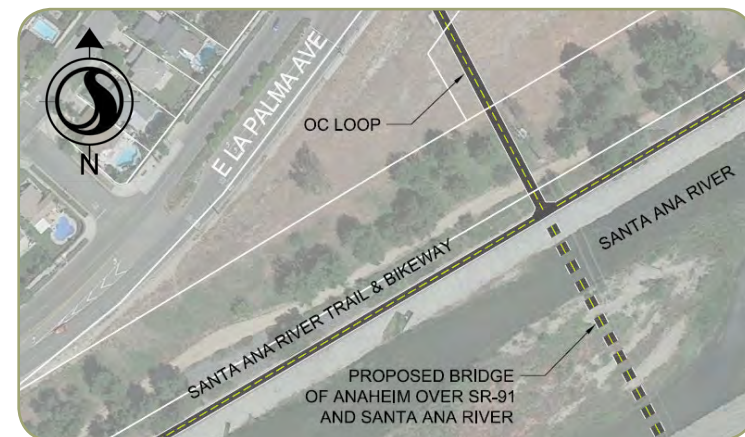 N
E LA PALMA AVE
OC LOOP
SANTA ANA RIVER
SANTA ANA RIVER TRAIL & BIKEWAY
PROPOSED BRIDGE
OF ANAHEIM OVER SR-91
AND SANTA ANA RIVER